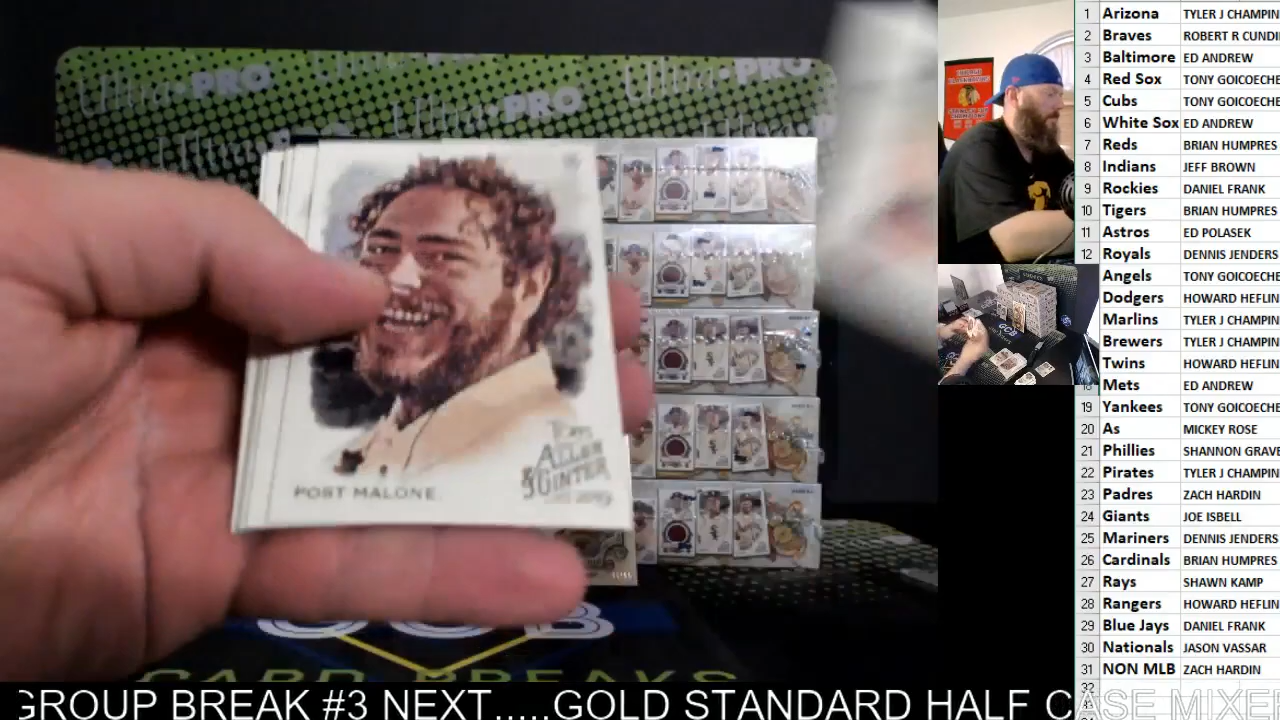 Ultra PRO
Ultra PRO
Ultra PRO
POST MALONE
ALLEN
GINTER
CARD BREAKS
1 Arizona TYLER J CHAMPIN
2 Braves ROBERT R CUNDI
3 Baltimore ED ANDREW
4 Red Sox TONY GOICOECHE
5 Cubs TONY GOICOECHE
6 White Sox ED ANDREW
7 Reds BRIAN HUMPRES
8 Indians JEFF BROWN
9 Rockies DANIEL FRANK
10 Tigers BRIAN HUMPRES
11 Astros ED POLASEK
12 Royals DENNIS JENDERS
Angels TONY GOICOECHE
Dodgers HOWARD HEFLIN
Marlins TYLER J CHAMPIN
Brewers TYLER J CHAMPIN
Twins HOWARD HEFLIN
Mets ED ANDREW
19 Yankees TONY GOICOECHE
20 As MICKEY ROSE
21 Phillies SHANNON GRAVE
22 Pirates TYLER J CHAMPIN
23 Padres ZACH HARDIN
24 Giants JOE ISBELL
25 Mariners DENNIS JENDERS
26 Cardinals BRIAN HUMPRES
27 Rays SHAWN KAMP
28 Rangers HOWARD HEFLIN
29 Blue Jays DANIEL FRANK
30 Nationals JASON VASSAR
31 NON MLB ZACH HARDIN
GROUP BREAK #3 NEXT.....GOLD STANDARD HALF CASE MIXE